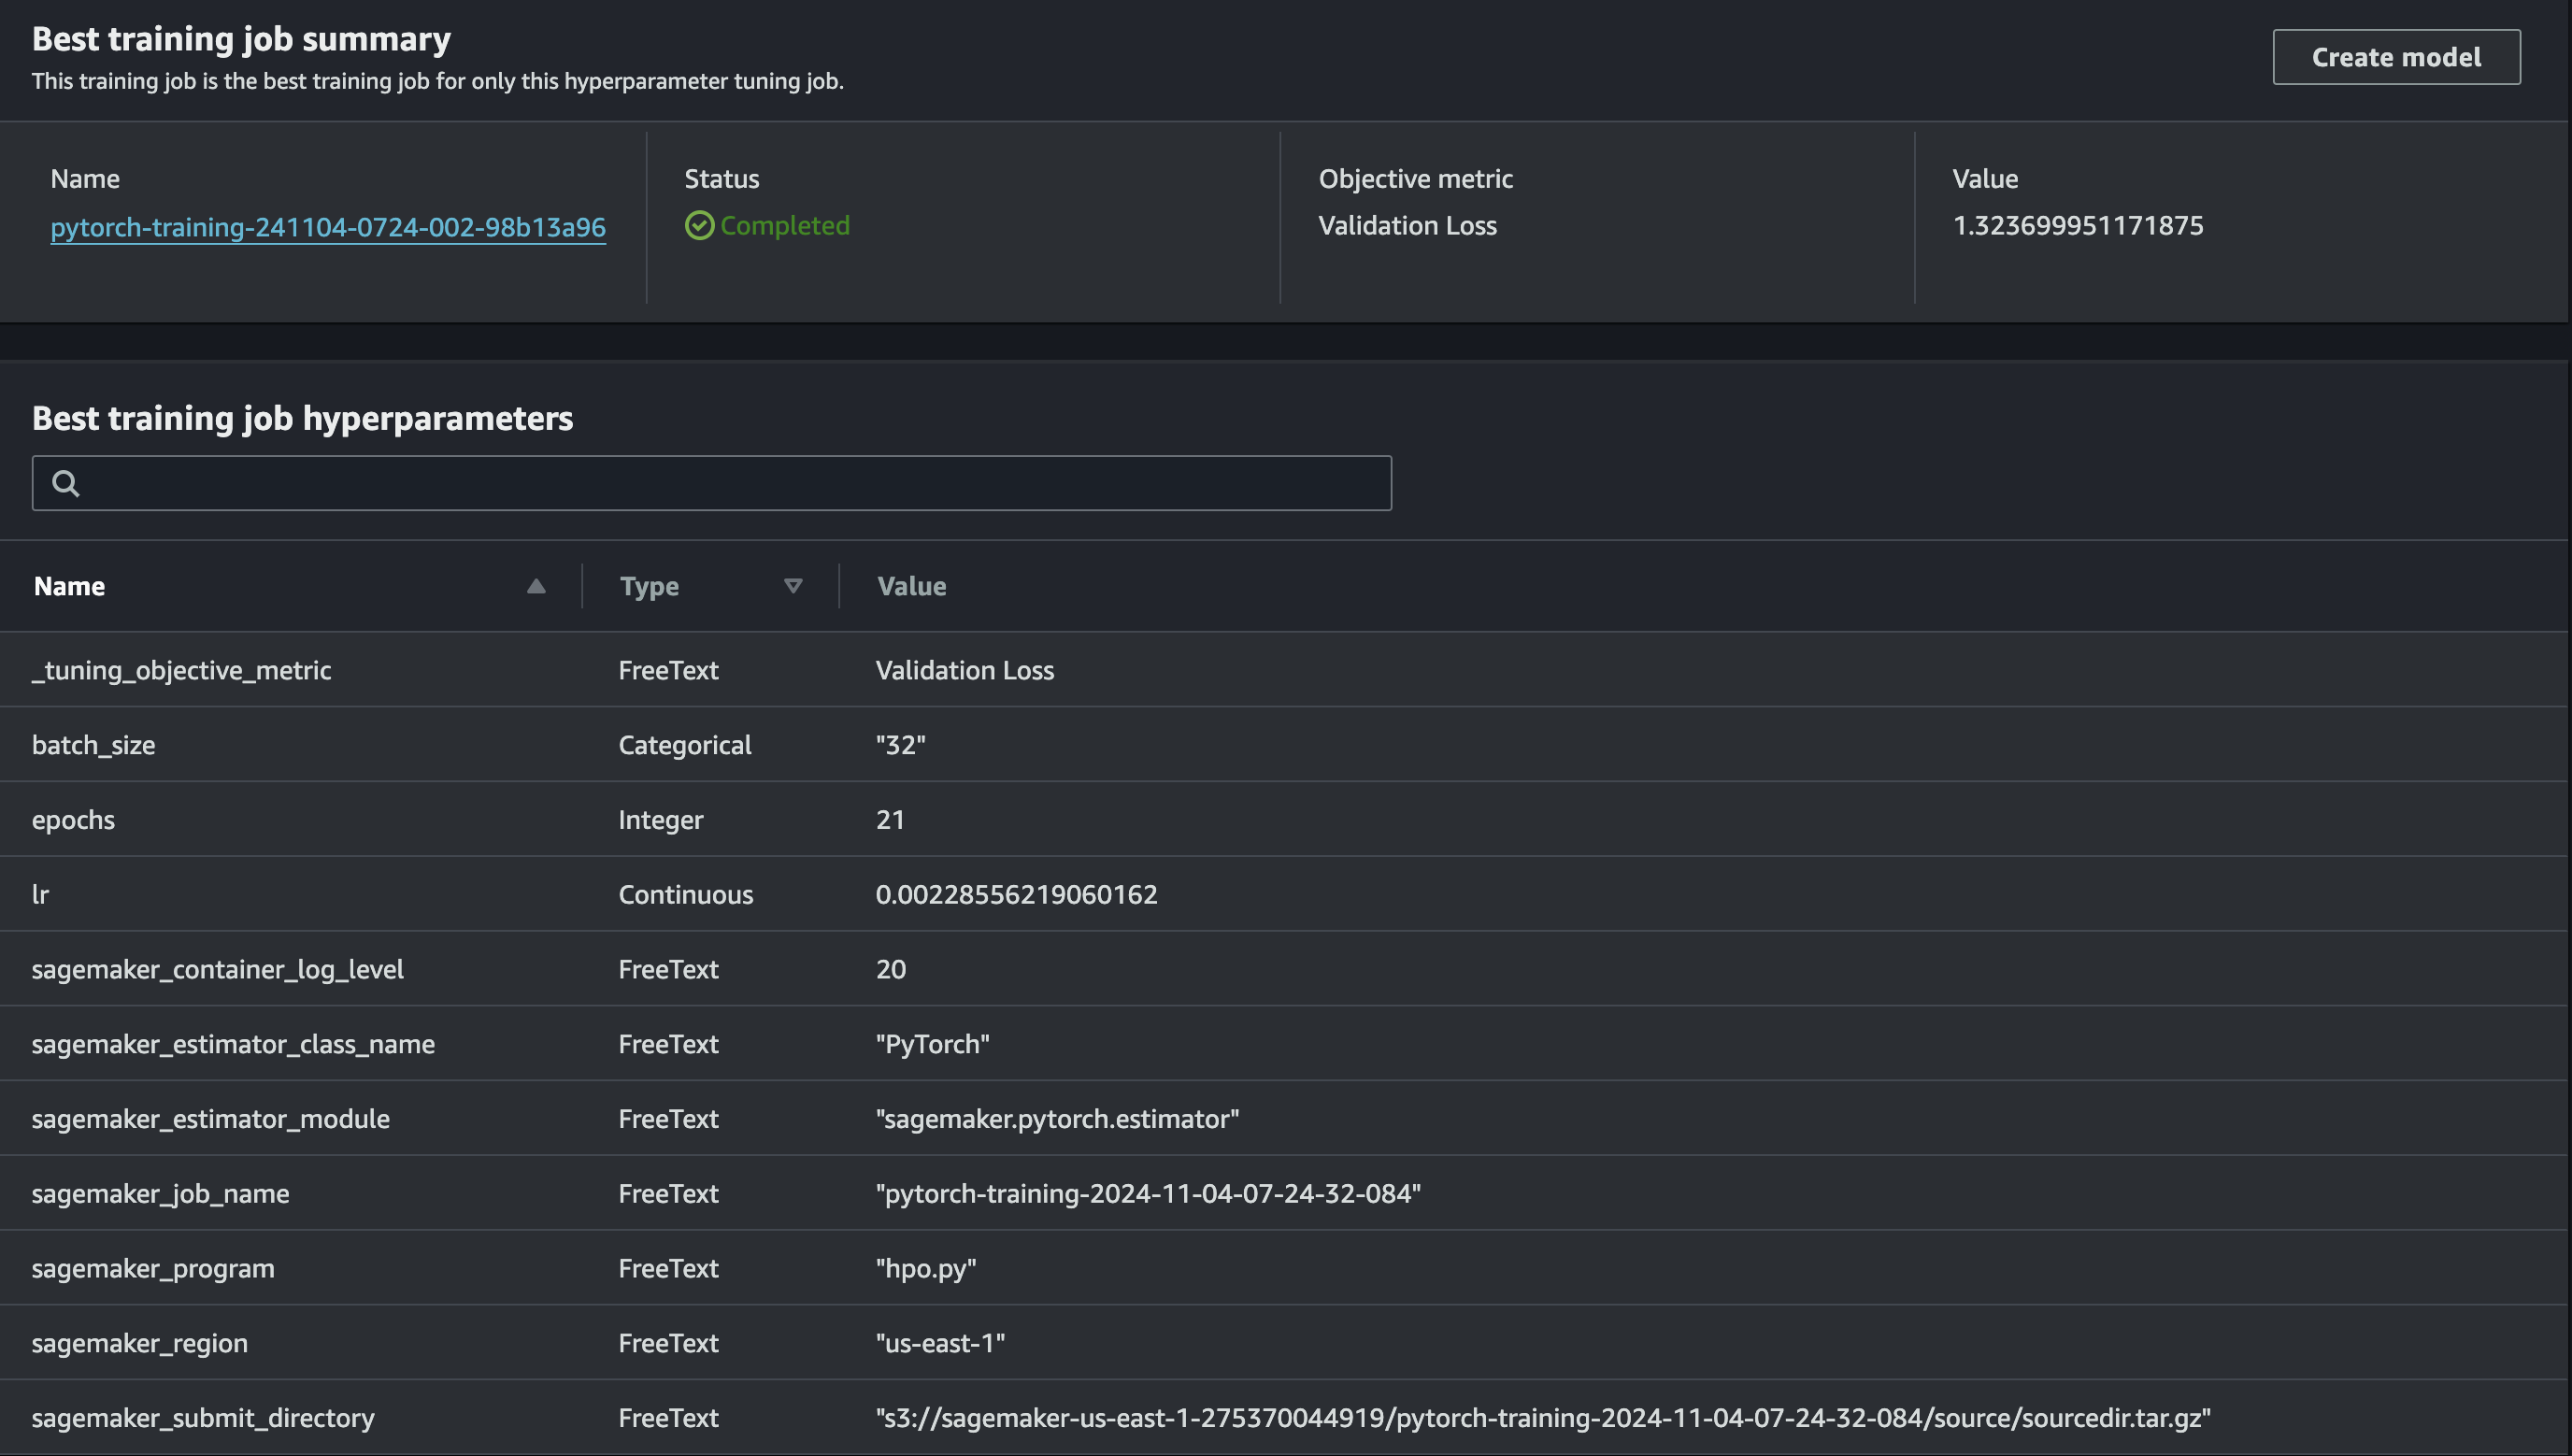 Best training job summary
Create model
This training job is the best training job for only this hyperparameter tuning job.
Name Status Objective metric Value
pytorch-training-241104-0724-002-98b13a96 Completed Validation Loss 1.323699951171875
Best training job hyperparameters
Name Type Value
_tuning_objective_metric FreeText Validation Loss
batch_size Categorical "32"
epochs Integer 21
lr Continuous 0.00228556219060162
sagemaker_container_log_level FreeText 20
sagemaker_estimator_class_name FreeText "PyTorch"
sagemaker_estimator_module FreeText "sagemaker.pytorch.estimator"
sagemaker_job_name FreeText "pytorch-training-2024-11-04-07-24-32-084"
sagemaker_program FreeText "hpo.py"
sagemaker_region FreeText "us-east-1"
sagemaker_submit_directory FreeText "s3://sagemaker-us-east-1-275370044919/pytorch-training-2024-11-04-07-24-32-084/source/sourcedir.tar.gz"